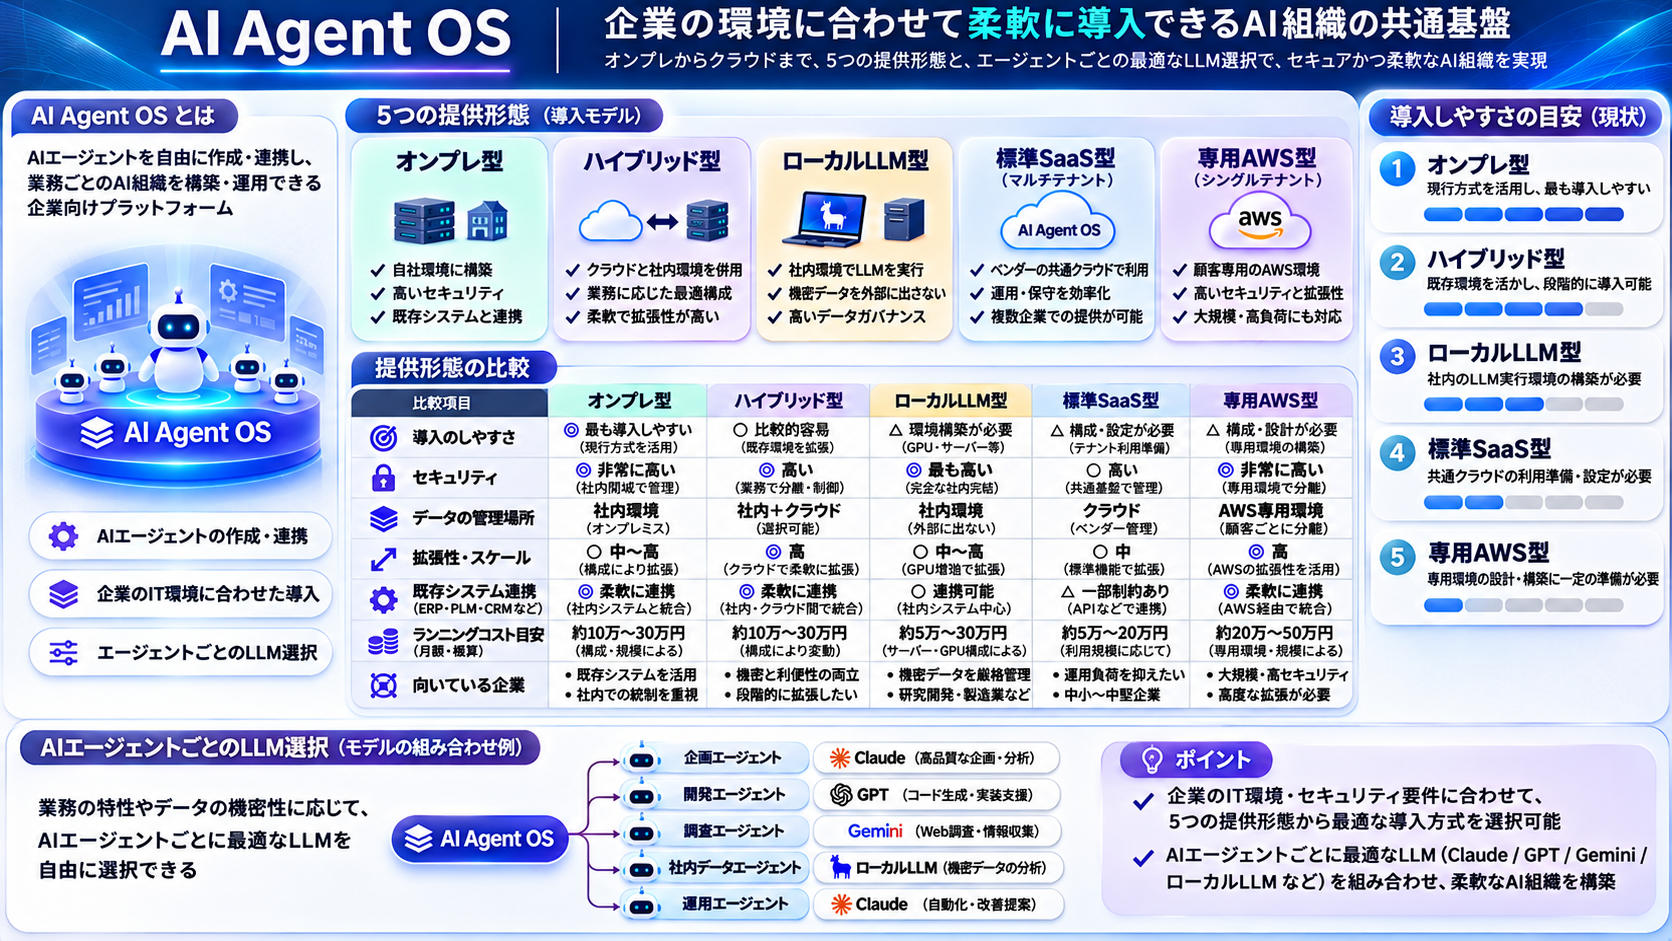 AI Agent OS
企業の環境に合わせて柔軟に導入できるAI組織の共通基盤
オンプレからクラウドまで、5つの提供形態と、エージェントごとの最適なLLM選択で、セキュアかつ柔軟なAI組織を実現
AI Agent OS とは
AIエージェントを自由に作成・連携し、
業務ごとのAI組織を構築・運用できる
企業向けプラットフォーム
AI Agent OS
AIエージェントの作成・連携
企業のIT環境に合わせた導入
エージェントごとのLLM選択
5つの提供形態（導入モデル）
オンプレ型
✓ 自社環境に構築
✓ 高いセキュリティ
✓ 既存システムと連携
ハイブリッド型
✓ クラウドと社内環境を併用
✓ 業務に応じた最適構成
✓ 柔軟で拡張性が高い
ローカルLLM型
✓ 社内環境でLLMを実行
✓ 機密データを外部に出さない
✓ 高いデータガバナンス
標準SaaS型
（マルチテナント）
AI Agent OS
✓ ベンダーの共通クラウドで利用
✓ 運用・保守を効率化
✓ 複数企業での提供が可能
専用AWS型
（シングルテナント）
aws
✓ 顧客専用のAWS環境
✓ 高いセキュリティと拡張性
✓ 大規模・高負荷にも対応
提供形態の比較
比較項目 オンプレ型 ハイブリッド型 ローカルLLM型 標準SaaS型 専用AWS型
導入のしやすさ ◎ 最も導入しやすい ○ 比較的容易 △ 環境構築が必要 △ 構成・設定が必要 △ 構成・設計が必要
（現行方式を活用） （既存環境を拡張） （GPU・サーバー等） （テナント利用準備） （専用環境の構築）
セキュリティ ◎ 非常に高い ◎ 高い ◎ 最も高い ○ 高い ◎ 非常に高い
（社内閉域で管理） （業務で分離・制御） （完全な社内完結） （共通基盤で管理） （専用環境で分離）
データの管理場所 社内環境 社内＋クラウド 社内環境 クラウド AWS専用環境
（オンプレミス） （選択可能） （外部に出ない） （ベンダー管理） （顧客ごとに分離）
拡張性・スケール ○ 中〜高 ◎ 高 ○ 中〜高 ○ 中 ◎ 高
（構成により拡張） （クラウドで柔軟に拡張） （GPU増強で拡張） （標準機能で拡張） （AWSの拡張性を活用）
既存システム連携 ◎ 柔軟に連携 ◎ 柔軟に連携 ○ 連携可能 △ 一部制約あり ◎ 柔軟に連携
（ERP・PLM・CRMなど） （社内システムと統合） （社内・クラウド間で統合） （社内システム中心） （APIなどで連携） （AWS経由で統合）
ランニングコスト目安 約10万〜30万円 約10万〜30万円 約5万〜30万円 約5万〜20万円 約20万〜50万円
（月額・概算） （構成・規模による） （構成により変動） （サーバー・GPU構成による） （利用規模に応じて） （専用環境・規模による）
向いている企業 • 既存システムを活用 • 機密と利便性の両立 • 機密データを厳格管理 • 運用負荷を抑えたい • 大規模・高セキュリティ
• 社内での統制を重視 • 段階的に拡張したい • 研究開発・製造業など • 中小〜中堅企業 • 高度な拡張が必要
導入しやすさの目安（現状）
1 オンプレ型
現行方式を活用し、最も導入しやすい
2 ハイブリッド型
既存環境を活かし、段階的に導入可能
3 ローカルLLM型
社内のLLM実行環境の構築が必要
4 標準SaaS型
共通クラウドの利用準備・設定が必要
5 専用AWS型
専用環境の設計・構築に一定の準備が必要
AIエージェントごとのLLM選択（モデルの組み合わせ例）
業務の特性やデータの機密性に応じて、
AIエージェントごとに最適なLLMを
自由に選択できる
AI Agent OS
企画エージェント Claude （高品質な企画・分析）
開発エージェント GPT （コード生成・実装支援）
調査エージェント Gemini （Web調査・情報収集）
社内データエージェント ローカルLLM （機密データの分析）
運用エージェント Claude （自動化・改善提案）
ポイント
✓ 企業のIT環境・セキュリティ要件に合わせて、
5つの提供形態から最適な導入方式を選択可能
✓ AIエージェントごとに最適なLLM（Claude / GPT / Gemini /
ローカルLLM など）を組み合わせ、柔軟なAI組織を構築